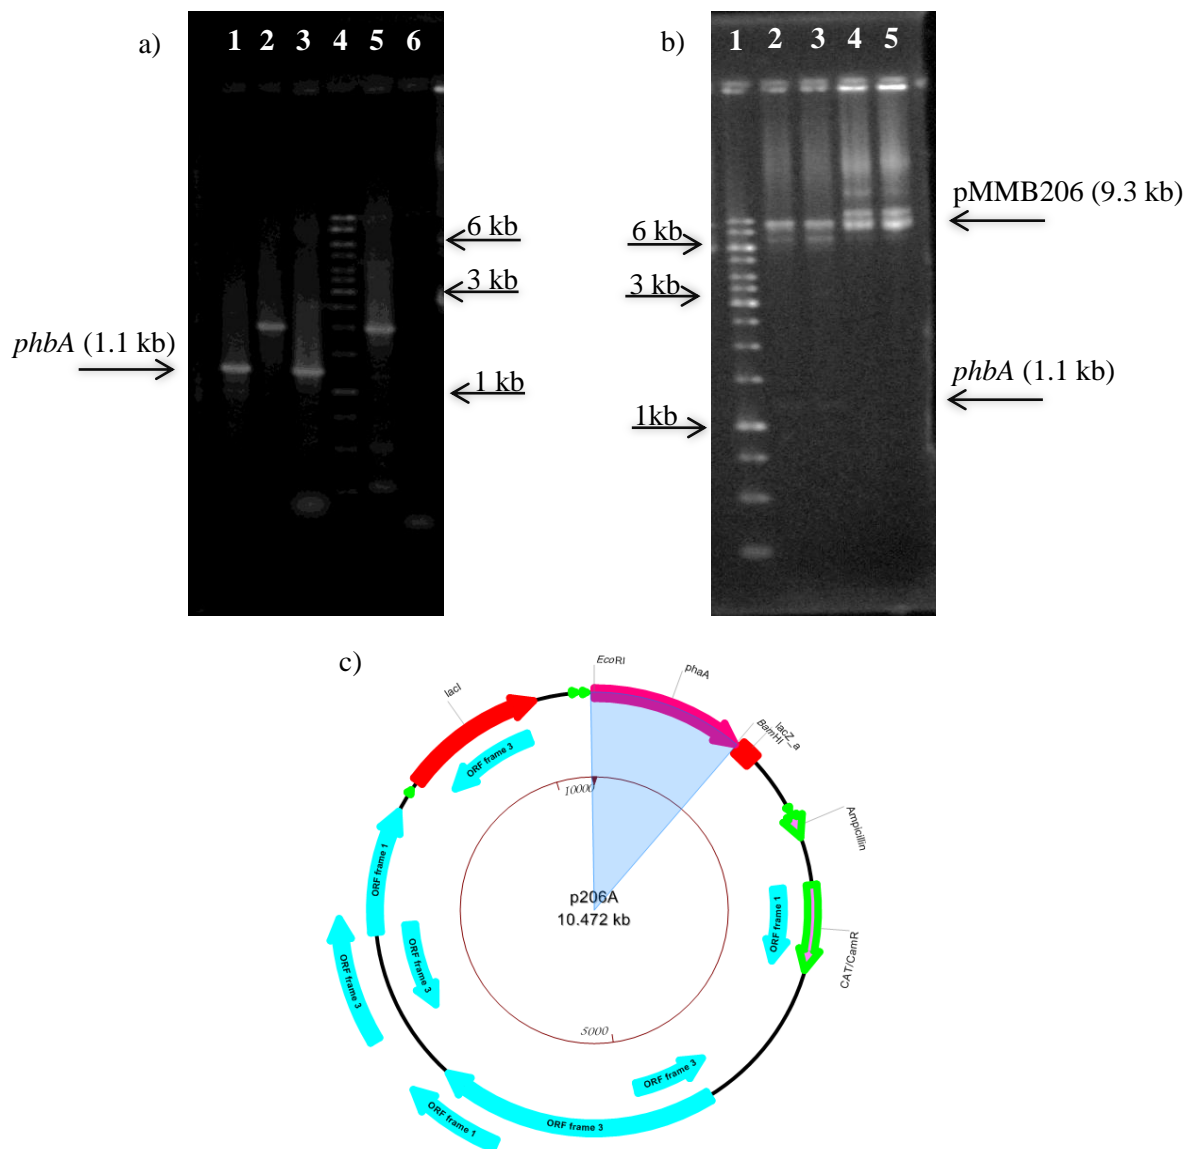 a)
1 2 3 4 5 6
6 kb
3 kb
phbA (1.1 kb)
1 kb
b)
1 2 3 4 5
pMMB206 (9.3 kb)
6 kb
3 kb
phbA (1.1 kb)
1kb
c)
EcoRI
phaA
BamHI
lacZ_a
lacI
ORF frame 3
10000
Ampicillin
ORF frame 1
p206A
10.472 kb
ORF frame 1
CAT/CamR
ORF frame 3
ORF frame 3
5000
ORF frame 3
ORF frame 3
ORF frame 1